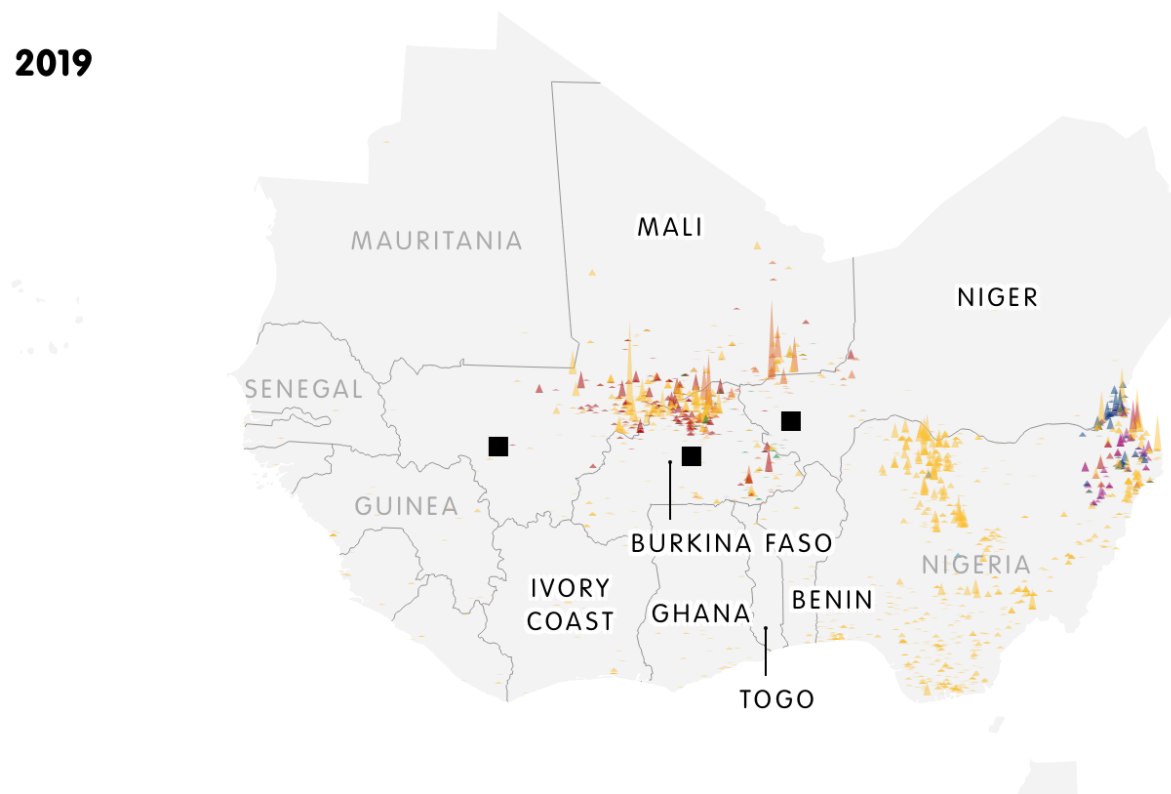 2019
MALI
MAURITANIA
NIGER
SENEGAL
GUINEA
BURKINA FASO
NIGERIA
IVORY
COAST
GHANA
BENIN
TOGO